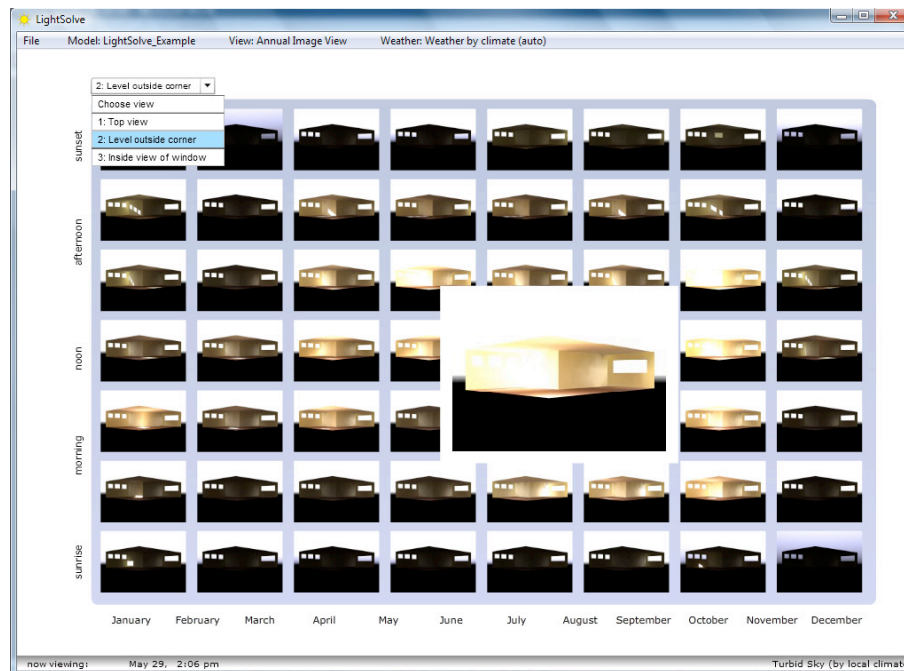 LightSolve
File Model: LightSolve_Example View: Annual Image View Weather: Weather by climate (auto)
2: Level outside corner
Choose view
1: Top view
2: Level outside corner
3: Inside view of window
sunset
afternoon
noon
morning
sunrise
January February March April May June July August September October November December
now viewing: May 29, 2:06 pm Turbid Sky (by local climate